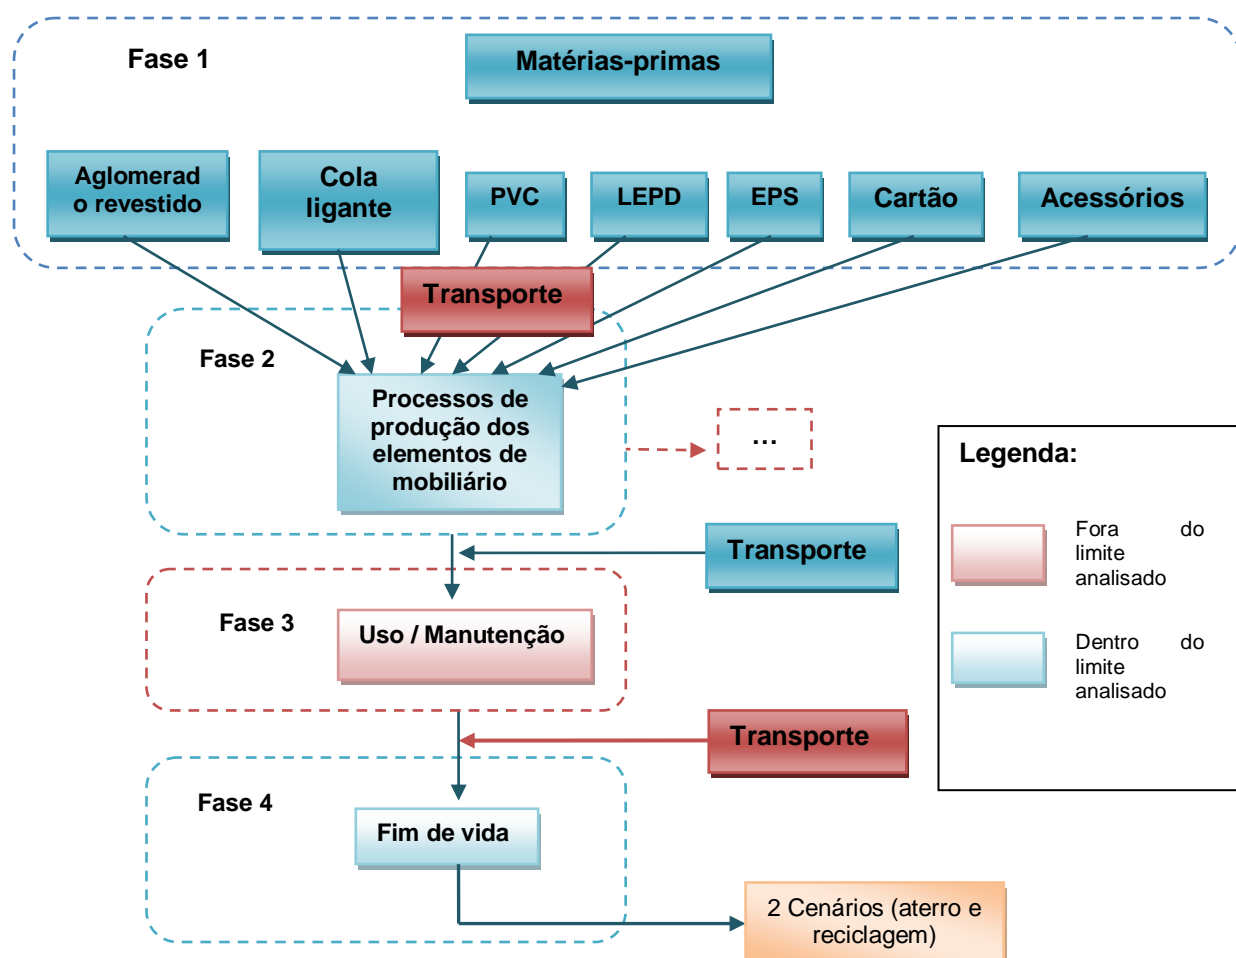 Fase 1
Matérias-primas
Aglomerad
o revestido
Cola
ligante
PVC
LEPD
EPS
Cartão
Acessórios
Transporte
Fase 2
Processos de
produção dos
elementos de
mobiliário
...
Legenda:
Fora do
limite
analisado
Dentro do
limite
analisado
Transporte
Fase 3
Uso / Manutenção
Transporte
Fase 4
Fim de vida
2 Cenários (aterro e
reciclagem)